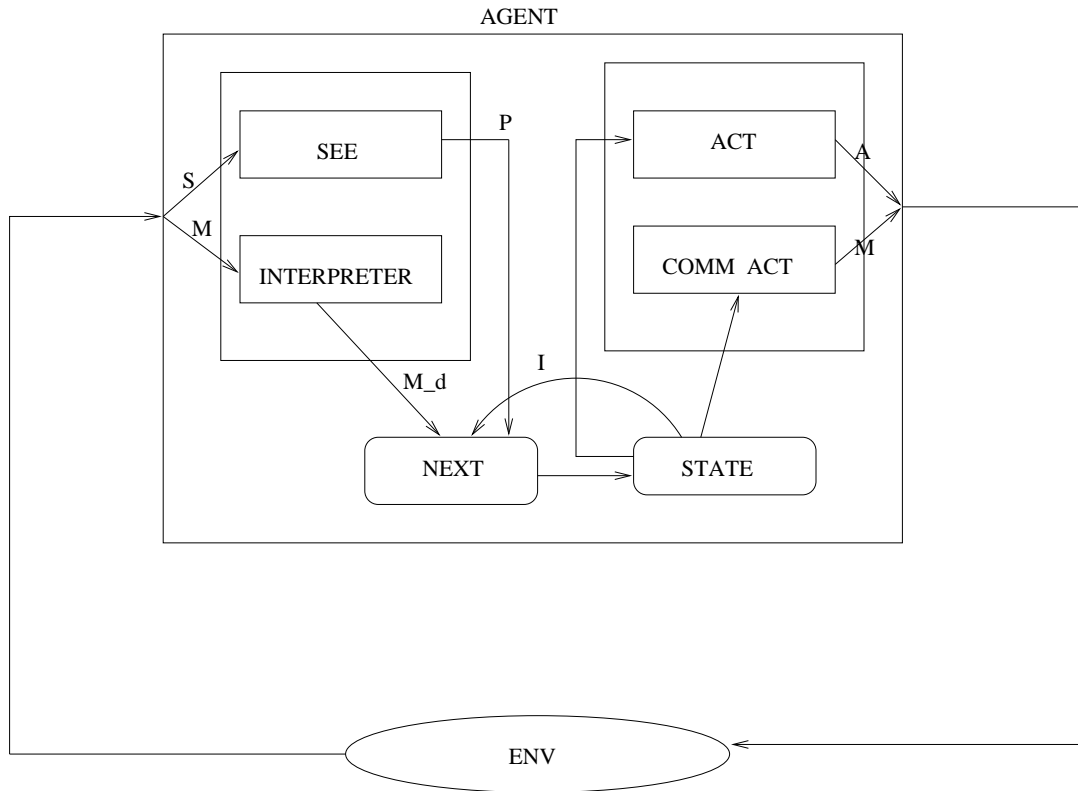 AGENT
P
SEE
ACT
A
S
M
INTERPRETER
COMM ACT
M
I
M_d
NEXT
STATE
ENV